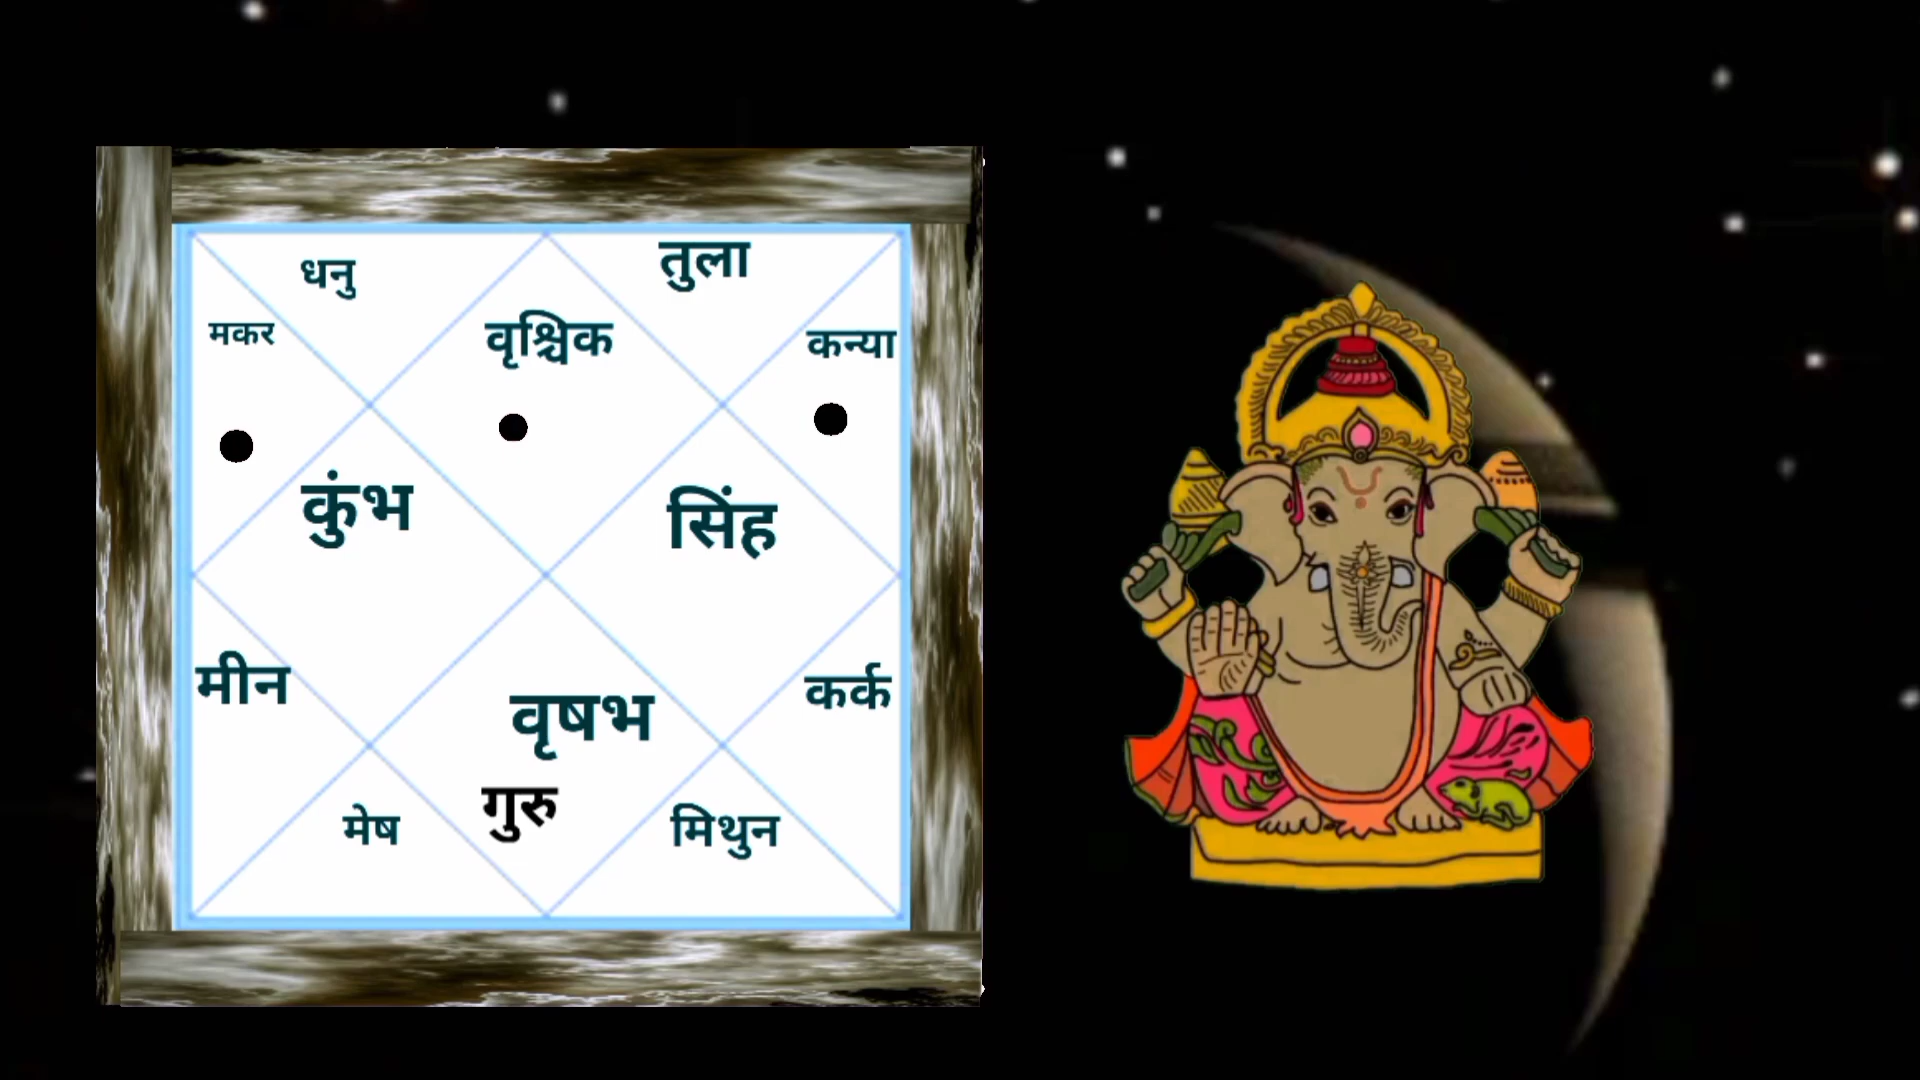 धनु
तुला
मकर
वृश्चिक
कन्या
कुंभ
सिंह
मीन
वृषभ
कर्क
मेष
गुरु
मिथुन